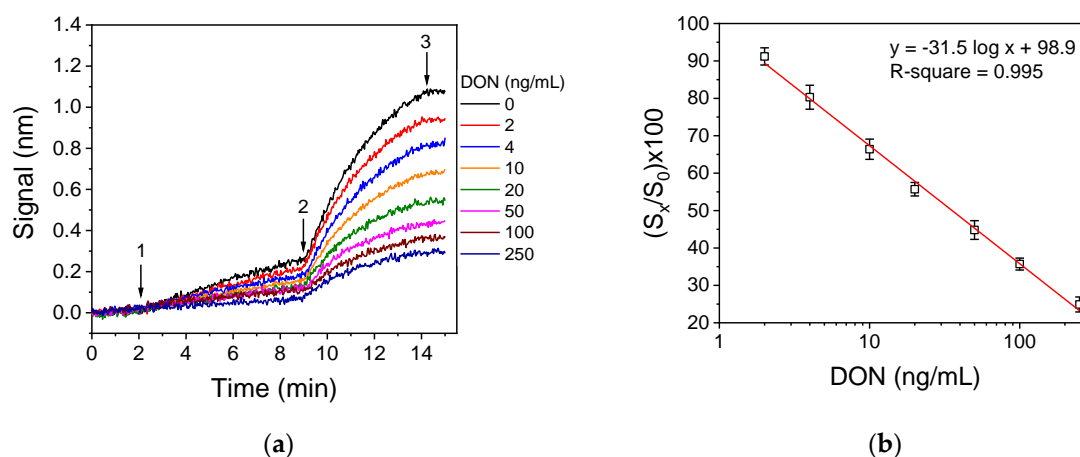 1.4
1.2
1.0
0.8
0.6
0.4
0.2
0.0
0 2 4 6 8 10 12 14
Signal (nm)
Time (min)
1
2
3
DON (ng/mL)
0
2
4
10
20
50
100
250
(a)
100
90
80
70
60
50
40
30
20
1 10 100
(Sₓ/S₀)x100
DON (ng/mL)
y = -31.5 log x + 98.9
R-square = 0.995
(b)